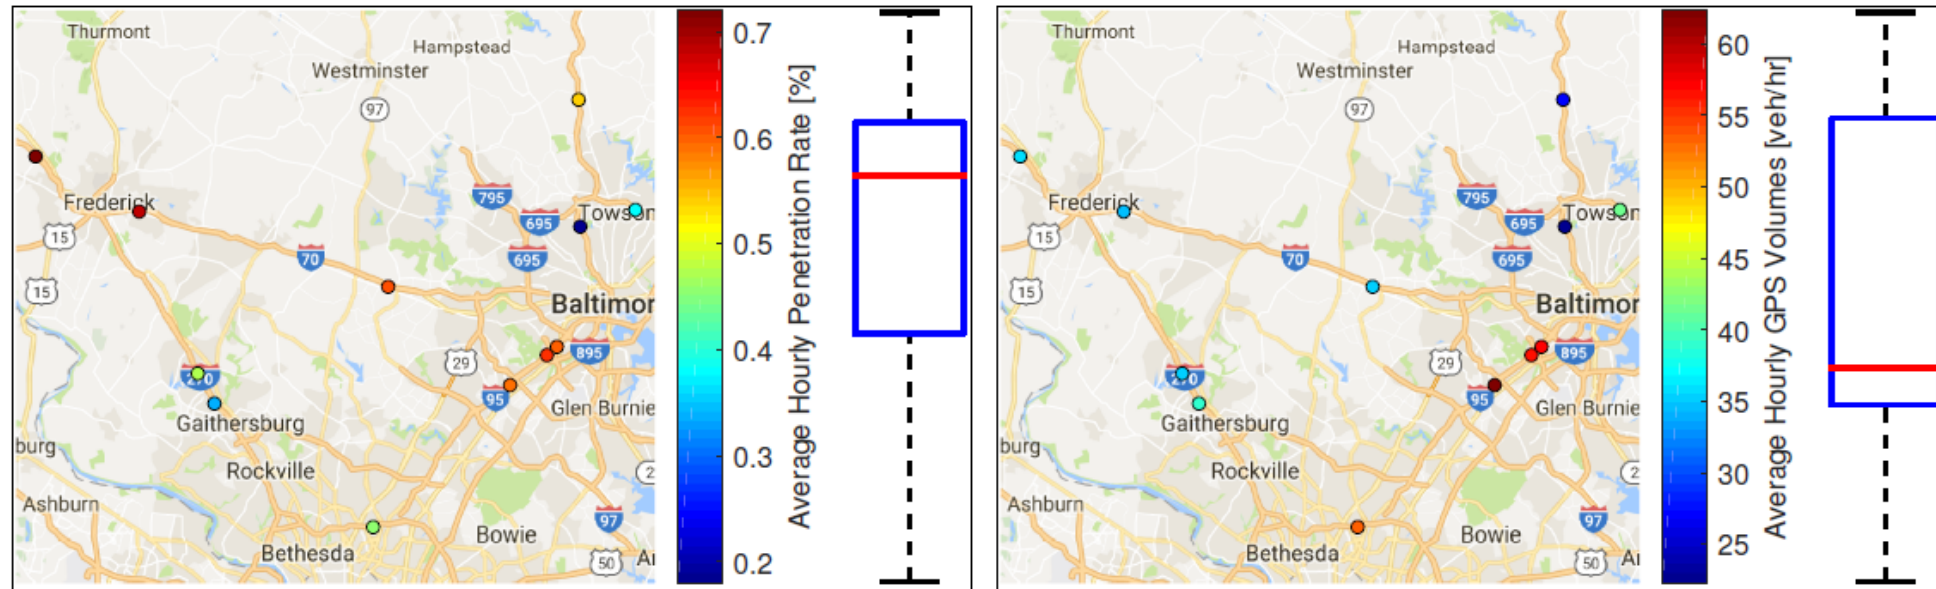 Thurmont
Hampstead
Westminster
97
795
Frederick
695
Towson
15
70
695
15
Baltimor
29
895
270
95
Glen Burnie
Gaithersburg
burg
Rockville
2
Ashburn
97
Bowie
Bethesda
50
0.7
0.6
0.5
0.4
0.3
0.2
Average Hourly Penetration Rate [%]
Thurmont
Hampstead
Westminster
97
795
Frederick
695
Towson
15
70
695
15
Baltimor
29
895
270
95
Glen Burnie
Gaithersburg
burg
Rockville
2
Ashburn
97
Bowie
Bethesda
50
60
55
50
45
40
35
30
25
Average Hourly GPS Volumes [veh/hr]